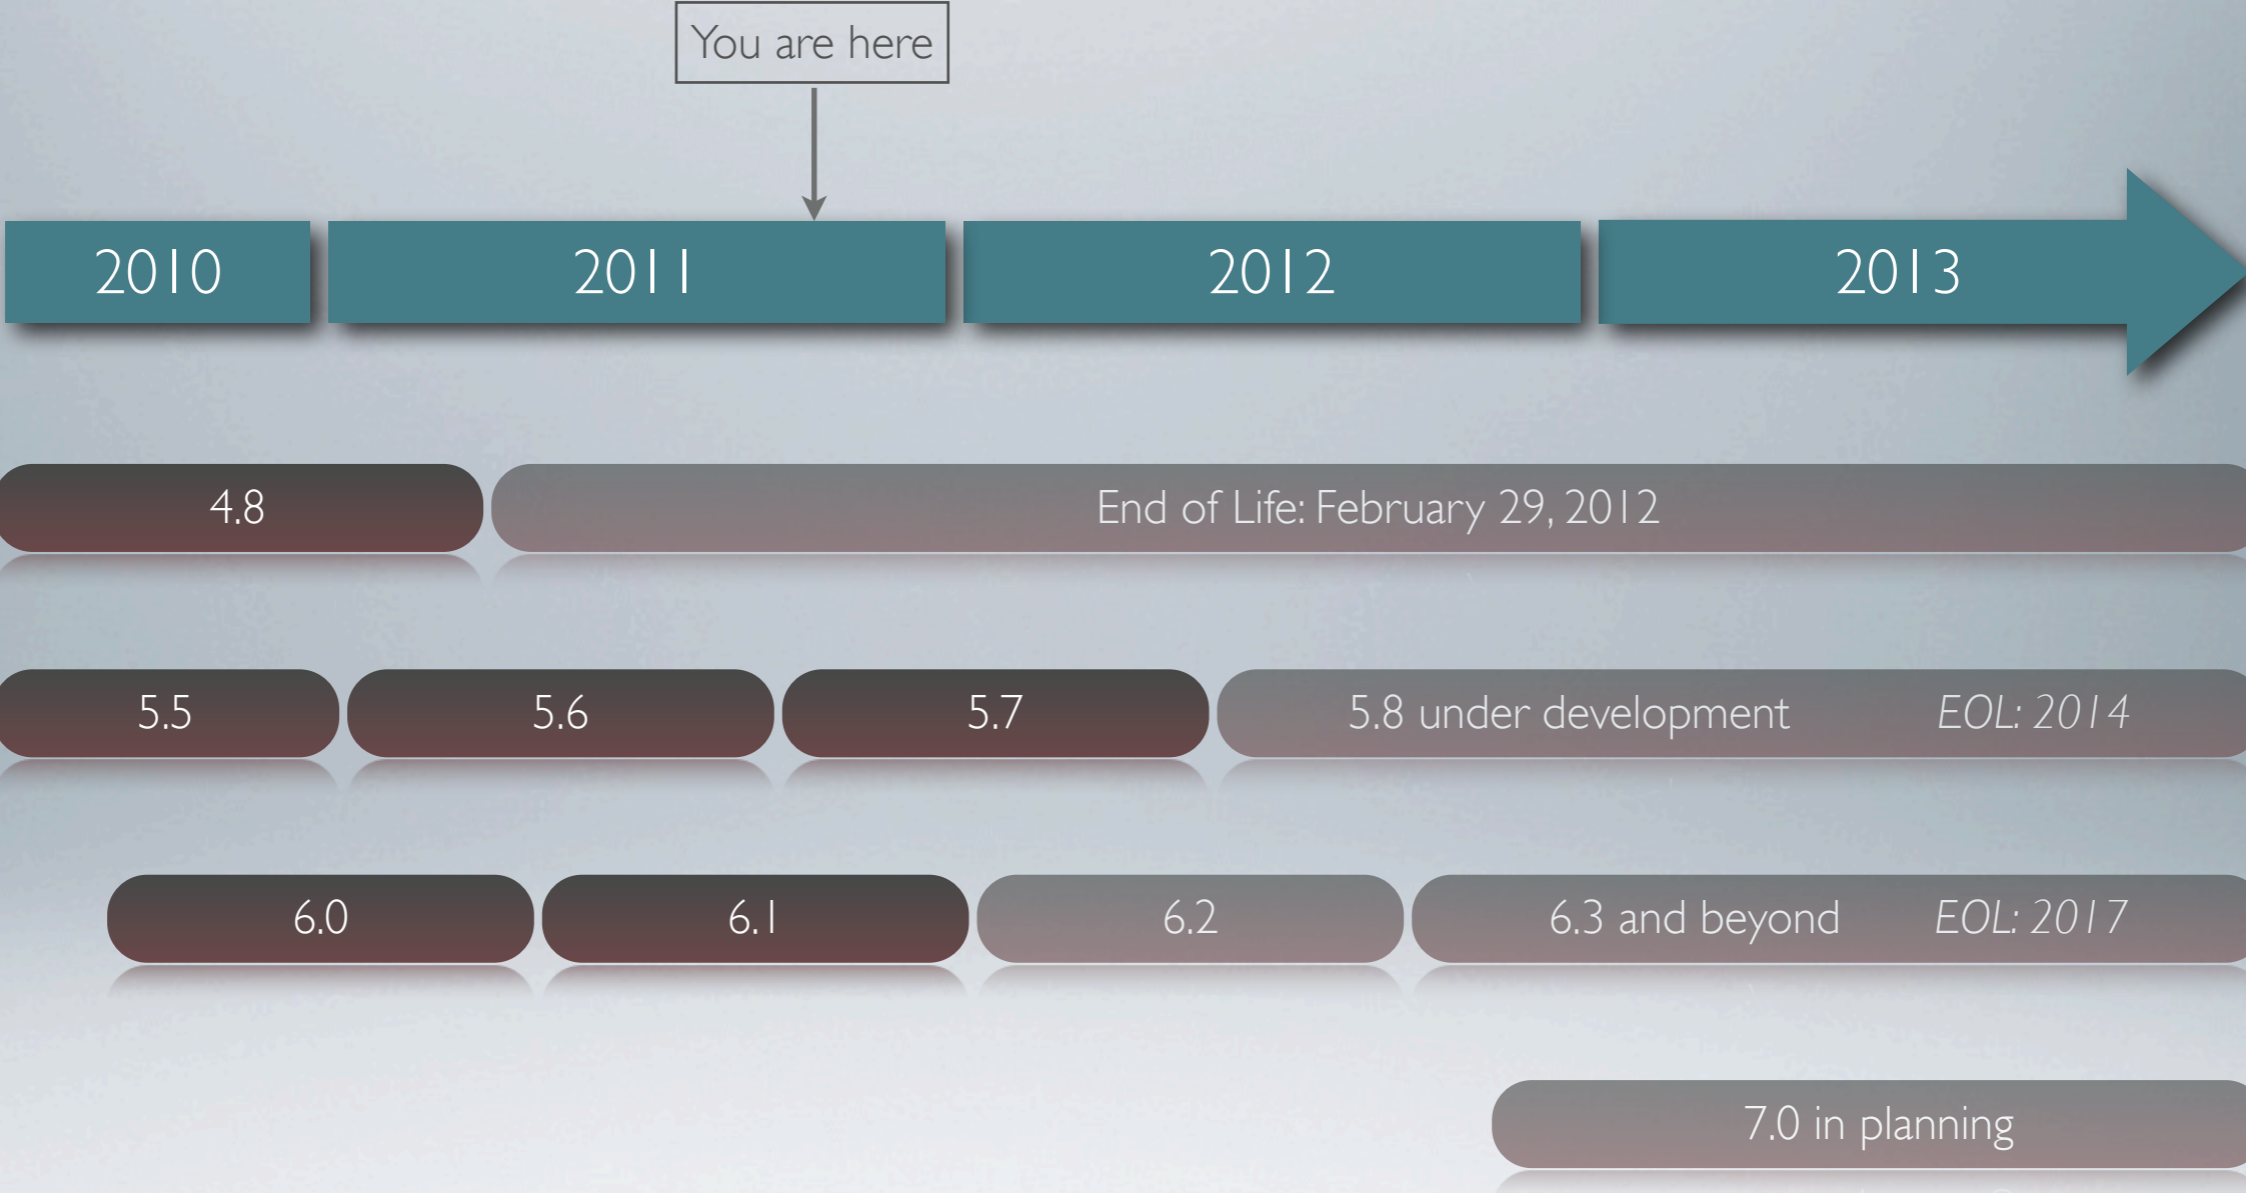 You are here
2010 2011 2012 2013
4.8 End of Life: February 29, 2012
5.5 5.6 5.7 5.8 under development EOL: 2014
6.0 6.1 6.2 6.3 and beyond EOL: 2017
7.0 in planning